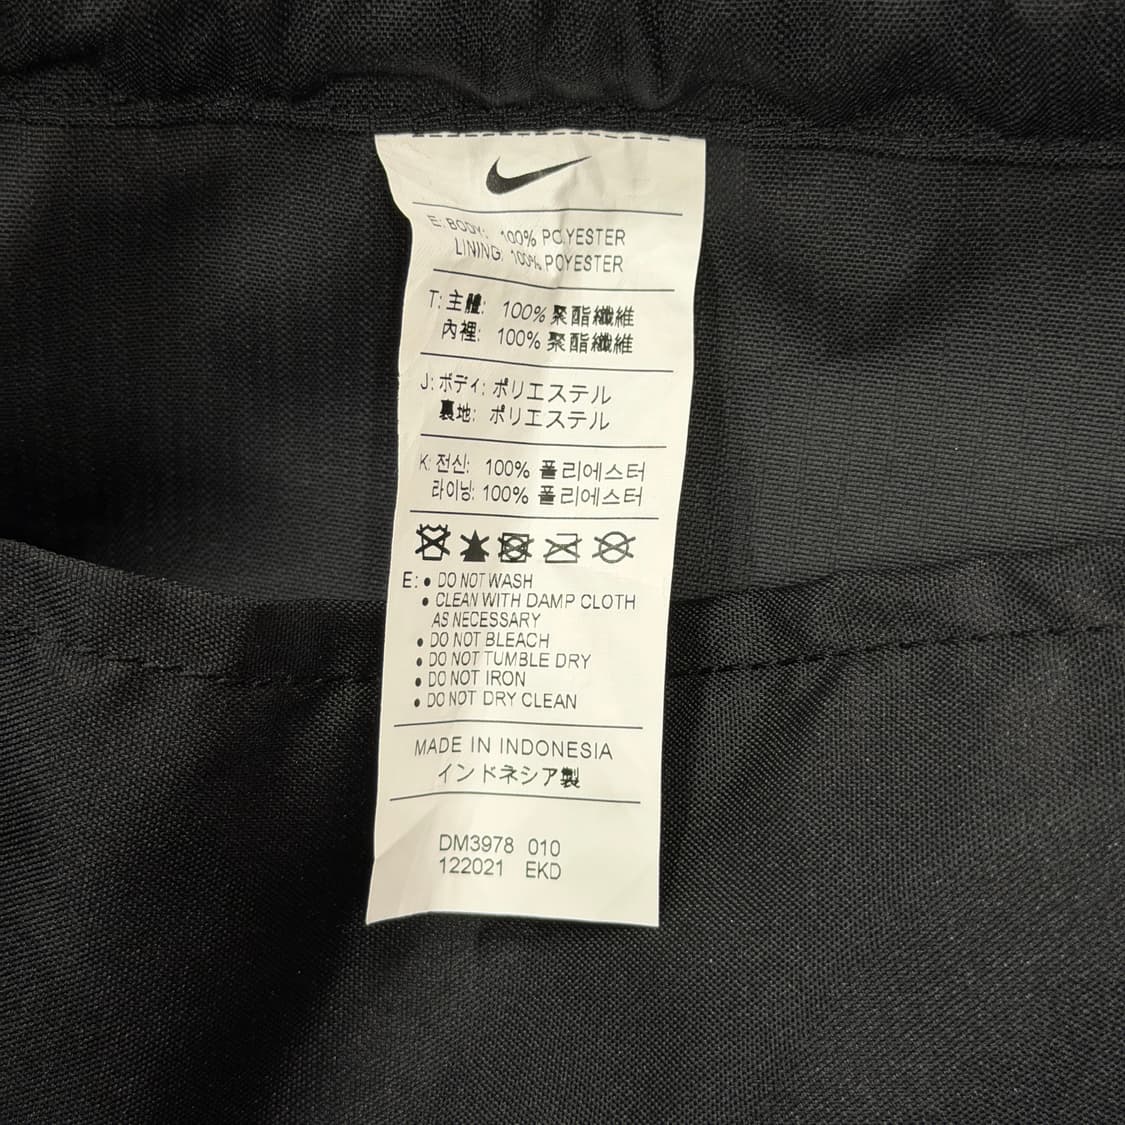 E: BODY: 100% POLYESTER
LINING: 100% POLYESTER
T: 主體: 100% 聚酯纖維
內裡: 100% 聚酯纖維
J: ボディ: ポリエステル
裏地: ポリエステル
K: 전신: 100% 폴리에스터
라이닝: 100% 폴리에스터
E: • DO NOT WASH
• CLEAN WITH DAMP CLOTH
AS NECESSARY
• DO NOT BLEACH
• DO NOT TUMBLE DRY
• DO NOT IRON
• DO NOT DRY CLEAN
MADE IN INDONESIA
インドネシア製
DM3978 010
122021 EKD